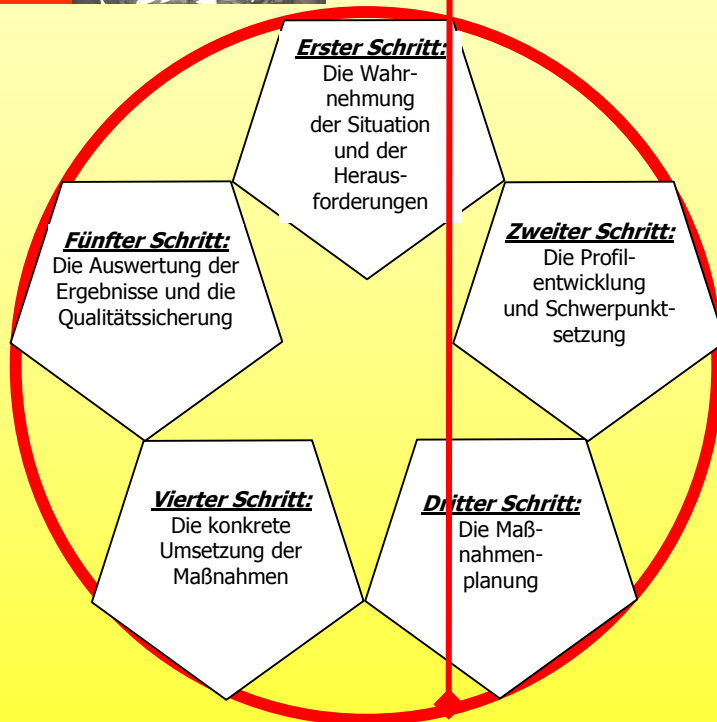 Erster Schritt:
Die Wahr-
nehmung
der Situation
und der
Heraus-
forderungen
Zweiter Schritt:
Die Profil-
entwicklung
und Schwerpunkt-
setzung
Dritter Schritt:
Die Maß-
nahmen-
planung
Vierter Schritt:
Die konkrete
Umsetzung der
Maßnahmen
Fünfter Schritt:
Die Auswertung der
Ergebnisse und die
Qualitätssicherung